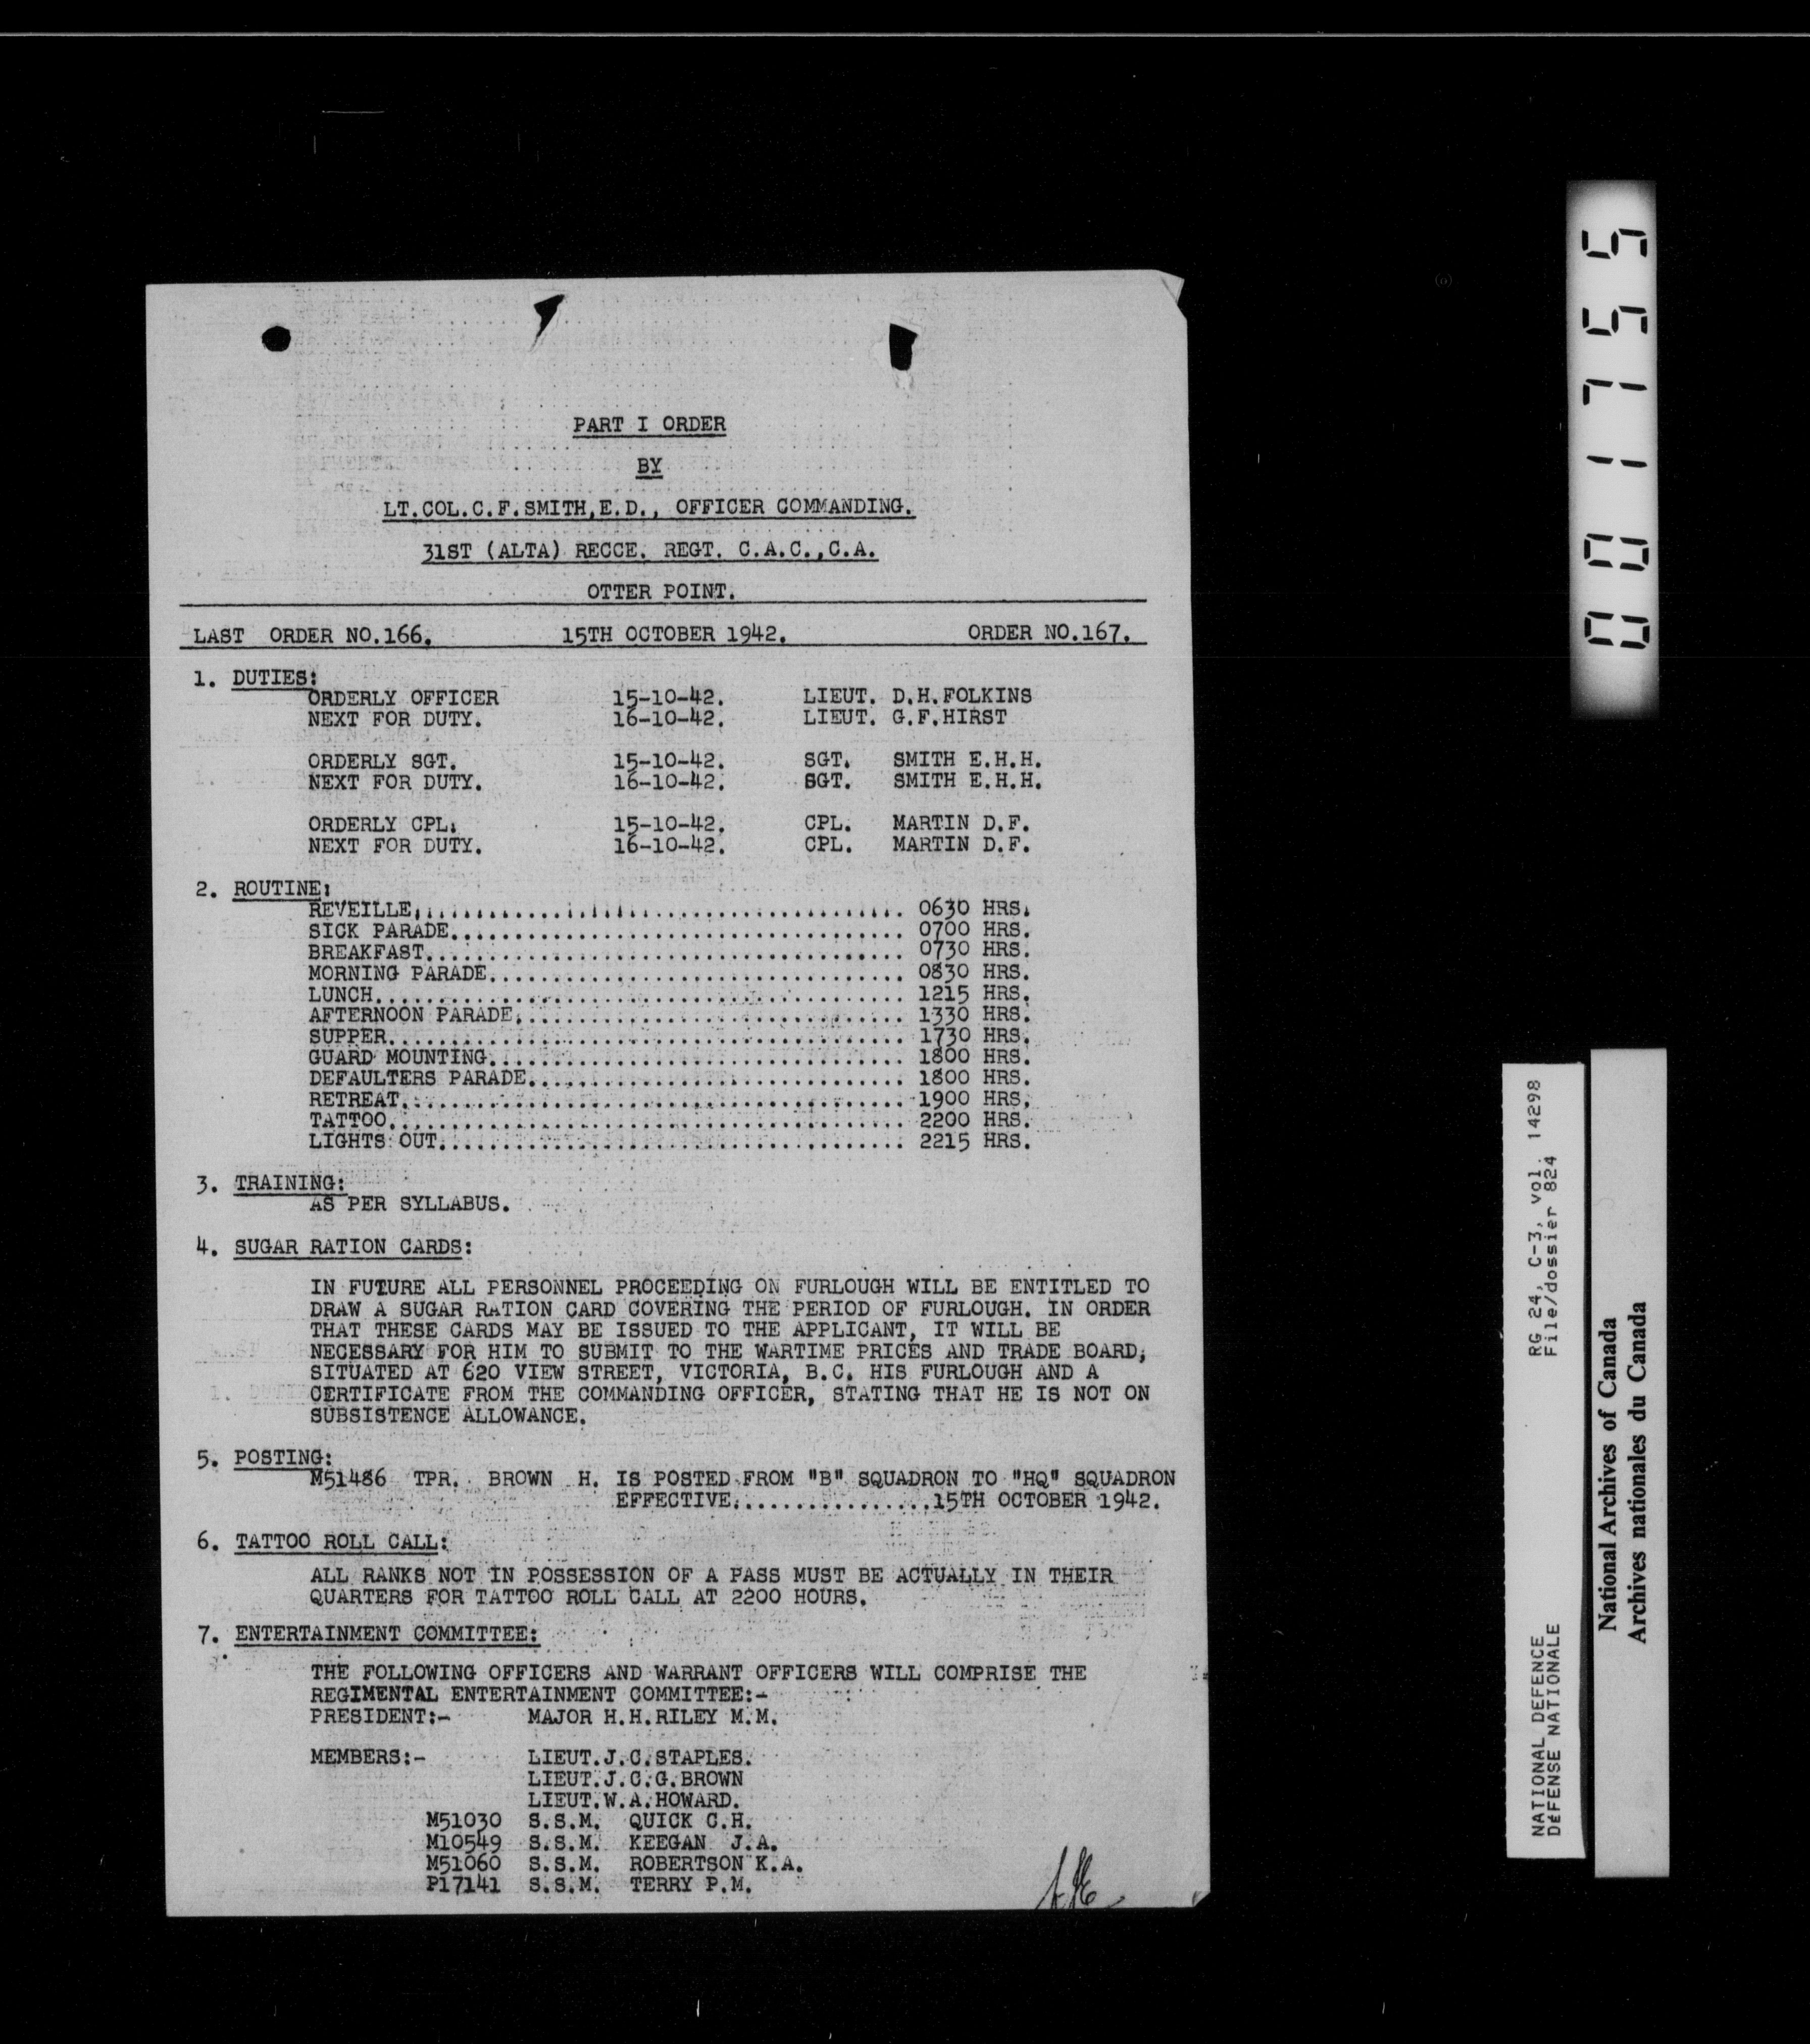 PART I ORDER
BY
LT.COL.C.F.SMITH,E.D., OFFICER COMMANDING.
31ST (ALTA) RECCE. REGT. C.A.C.,C.A.
OTTER POINT.
LAST ORDER NO.166. 15TH OCTOBER 1942. ORDER NO.167.
1. DUTIES:
ORDERLY OFFICER 15-10-42. LIEUT. D.H.FOLKINS
NEXT FOR DUTY. 16-10-42. LIEUT. G.F.HIRST
ORDERLY SGT. 15-10-42. SGT. SMITH E.H.H.
NEXT FOR DUTY. 16-10-42. SGT. SMITH E.H.H.
ORDERLY CPL. 15-10-42. CPL. MARTIN D.F.
NEXT FOR DUTY. 16-10-42. CPL. MARTIN D.F.
2. ROUTINE:
REVEILLE...................................... 0630 HRS.
SICK PARADE................................... 0700 HRS.
BREAKFAST..................................... 0730 HRS.
MORNING PARADE................................ 0830 HRS.
LUNCH......................................... 1215 HRS.
AFTERNOON PARADE.............................. 1330 HRS.
SUPPER........................................ 1730 HRS.
GUARD MOUNTING................................ 1800 HRS.
DEFAULTERS PARADE............................. 1800 HRS.
RETREAT....................................... 1900 HRS.
TATTOO........................................ 2200 HRS.
LIGHTS OUT.................................... 2215 HRS.
3. TRAINING:
AS PER SYLLABUS.
4. SUGAR RATION CARDS:
IN FUTURE ALL PERSONNEL PROCEEDING ON FURLOUGH WILL BE ENTITLED TO
DRAW A SUGAR RATION CARD COVERING THE PERIOD OF FURLOUGH. IN ORDER
THAT THESE CARDS MAY BE ISSUED TO THE APPLICANT, IT WILL BE
NECESSARY FOR HIM TO SUBMIT TO THE WARTIME PRICES AND TRADE BOARD,
SITUATED AT 620 VIEW STREET, VICTORIA, B.C. HIS FURLOUGH AND A
CERTIFICATE FROM THE COMMANDING OFFICER, STATING THAT HE IS NOT ON
SUBSISTENCE ALLOWANCE.
5. POSTING:
M51486 TPR. BROWN H. IS POSTED FROM "B" SQUADRON TO "HQ" SQUADRON
EFFECTIVE................15TH OCTOBER 1942.
6. TATTOO ROLL CALL:
ALL RANKS NOT IN POSSESSION OF A PASS MUST BE ACTUALLY IN THEIR
QUARTERS FOR TATTOO ROLL CALL AT 2200 HOURS.
7. ENTERTAINMENT COMMITTEE:
THE FOLLOWING OFFICERS AND WARRANT OFFICERS WILL COMPRISE THE
REGIMENTAL ENTERTAINMENT COMMITTEE:-
PRESIDENT:- MAJOR H.H.RILEY M.M.
MEMBERS:- LIEUT.J.C.STAPLES.
LIEUT.J.C.G.BROWN
LIEUT.W.A.HOWARD.
M51030 S.S.M. QUICK C.H.
M10549 S.S.M. KEEGAN J.A.
M51060 S.S.M. ROBERTSON K.A.
P17141 S.S.M. TERRY P.M.
001755
NATIONAL DEFENCE RG 24, C-3, vol. 14298
DéFENSE NATIONALE File/dossier 824
National Archives of Canada
Archives nationales du Canada